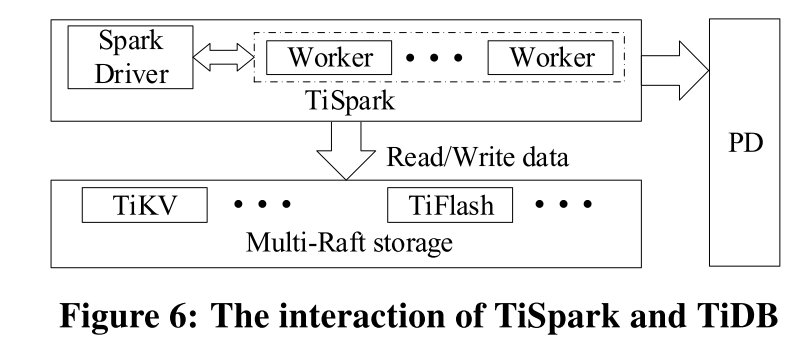 Spark
Driver
Worker
• • •
Worker
TiSpark
PD
Read/Write data
TiKV
• • •
TiFlash
• • •
Multi-Raft storage
Figure 6: The interaction of TiSpark and TiDB